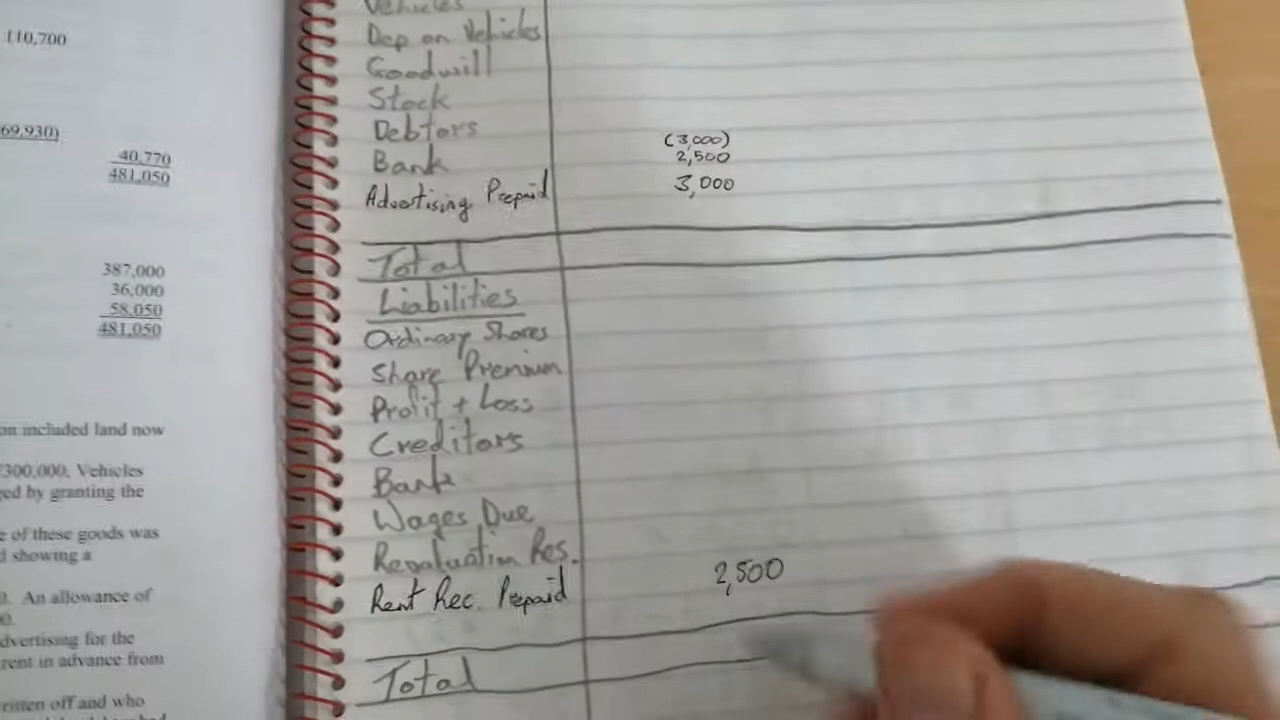 110,700
69,930)
40,770
481,050
387,000
36,000
58,050
481,050
on included land now
300,000. Vehicles
ed by granting the
e of these goods was
d showing a
An allowance of
0.
dvertising for the
rent in advance from
ritten off and who
Vehicles
Dep on Vehicles
Goodwill
Stock
Debtors
(3,000)
Bank 2,500
Advertising Prepaid 3,000
Total
Liabilities
Ordinary Shares
Share Premium
Profit + Loss
Creditors
Bank
Wages Due
Revaluation Res.
Rent Rec. Prepaid 2,500
Total